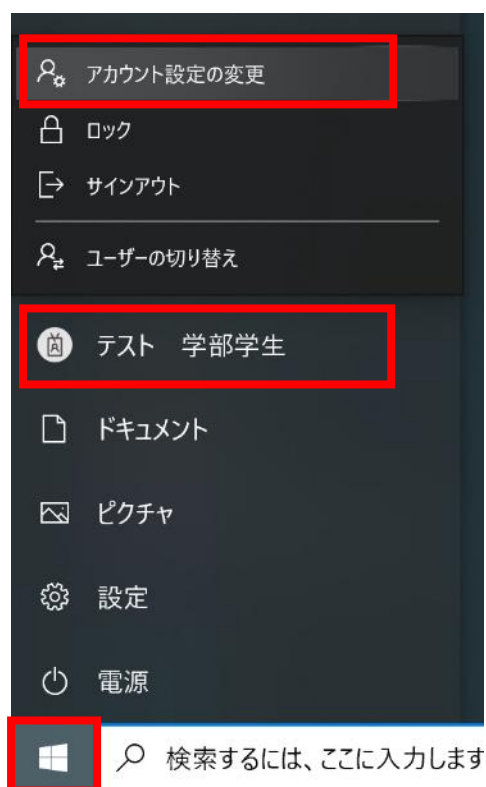 アカウント設定の変更
ロック
サインアウト
ユーザーの切り替え
テスト　学部学生
ドキュメント
ピクチャ
設定
電源
検索するには、ここに入力します